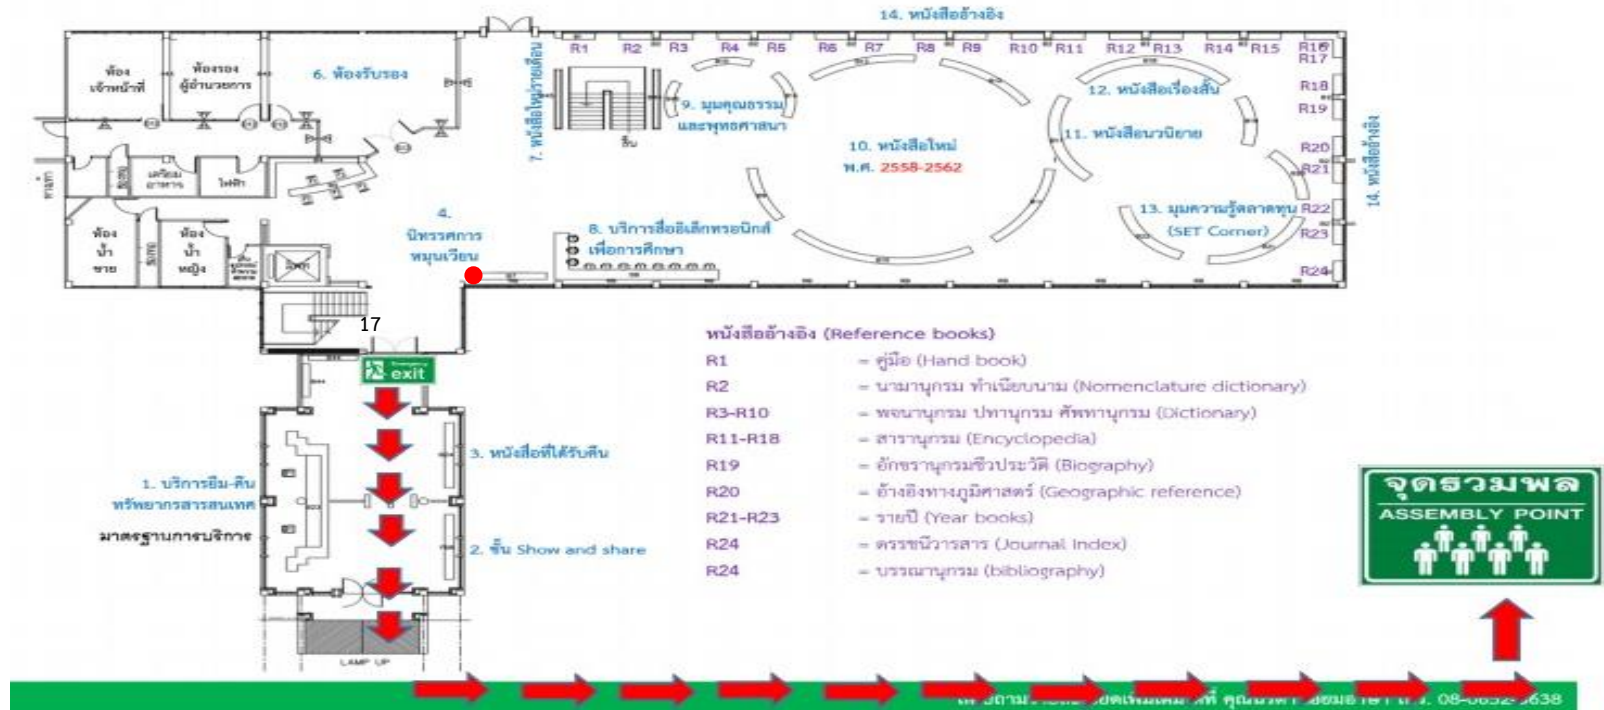 14. หนังสืออ้างอิง
R1 R2 R3 R4 R5 R6 R7 R8 R9 R10 R11 R12 R13 R14 R15 R16
R17
R18
R19
R20
R21
R22
R23
R24
14. หนังสืออ้างอิง
ห้อง
เจ้าหน้าที่
ห้องรอง
ผู้อำนวยการ
6. ห้องรับรอง
7. หนังสือใหม่รายเดือน
ขึ้น
9. มุมคุณธรรม
และพุทธศาสนา
10. หนังสือใหม่
พ.ศ. 2558-2562
12. หนังสือเรื่องสั้น
11. หนังสือนวนิยาย
13. มุมความรู้ตลาดทุน
(SET Corner)
เตรียม
อาหาร
ไฟฟ้า
4.
นิทรรศการ
หมุนเวียน
8. บริการสื่ออิเล็กทรอนิกส์
เพื่อการศึกษา
ห้อง
น้ำ
ชาย
ห้อง
น้ำ
หญิง
ลิฟท์
17
Emergency
exit
หนังสืออ้างอิง (Reference books)
R1 = คู่มือ (Hand book)
R2 = นามานุกรม ทำเนียบนาม (Nomenclature dictionary)
R3-R10 = พจนานุกรม ปทานุกรม ศัพทานุกรม (Dictionary)
R11-R18 = สารานุกรม (Encyclopedia)
R19 = อักขรานุกรมชีวประวัติ (Biography)
R20 = อ้างอิงทางภูมิศาสตร์ (Geographic reference)
R21-R23 = รายปี (Year books)
R24 = ดรรชนีวารสาร (Journal Index)
R24 = บรรณานุกรม (bibliography)
3. หนังสือที่ได้รับคืน
1. บริการยืม-คืน
ทรัพยากรสารสนเทศ
มาตรฐานการบริการ
2. ชั้น Show and share
จุดรวมพล
ASSEMBLY POINT
LAMP UP